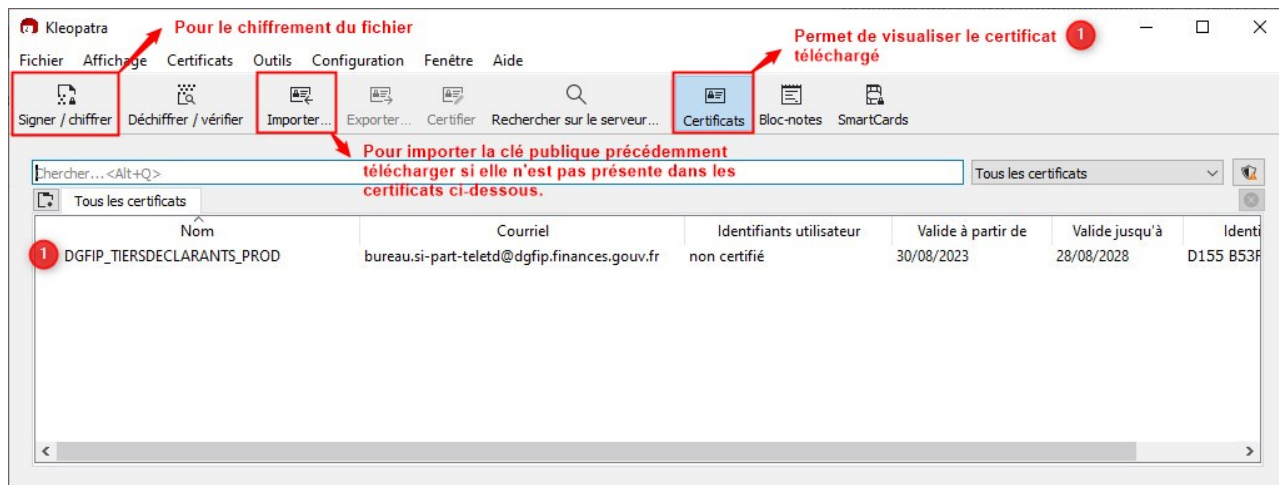 Kleopatra
Pour le chiffrement du fichier
Permet de visualiser le certificat 1
téléchargé
Fichier Affichage Certificats Outils Configuration Fenêtre Aide
Signer / chiffrer Déchiffrer / vérifier Importer... Exporter... Certifier Rechercher sur le serveur... Certificats Bloc-notes SmartCards
Pour importer la clé publique précédemment
télécharger si elle n'est pas présente dans les
certificats ci-dessous.
Chercher...<Alt+Q> Tous les certificats
Tous les certificats
Nom Courriel Identifiants utilisateur Valide à partir de Valide jusqu'à Identi
1 DGFIP_TIERSDECLARANTS_PROD bureau.si-part-teletd@dgfip.finances.gouv.fr non certifié 30/08/2023 28/08/2028 D155 B53F